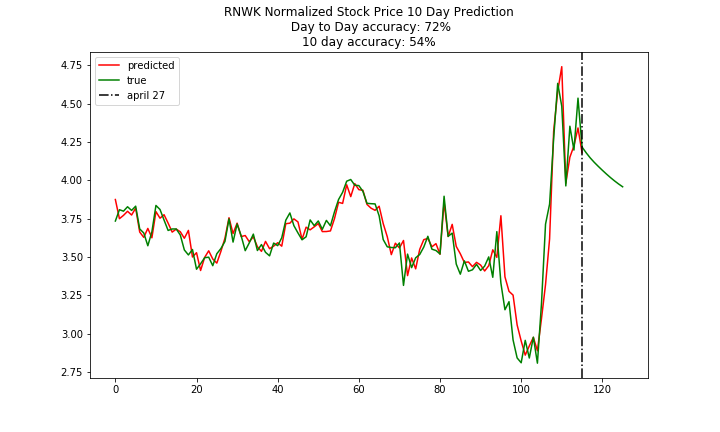 RNWK Normalized Stock Price 10 Day Prediction
Day to Day accuracy: 72%
10 day accuracy: 54%
predicted
true
april 27
4.75
4.50
4.25
4.00
3.75
3.50
3.25
3.00
2.75
0 20 40 60 80 100 120